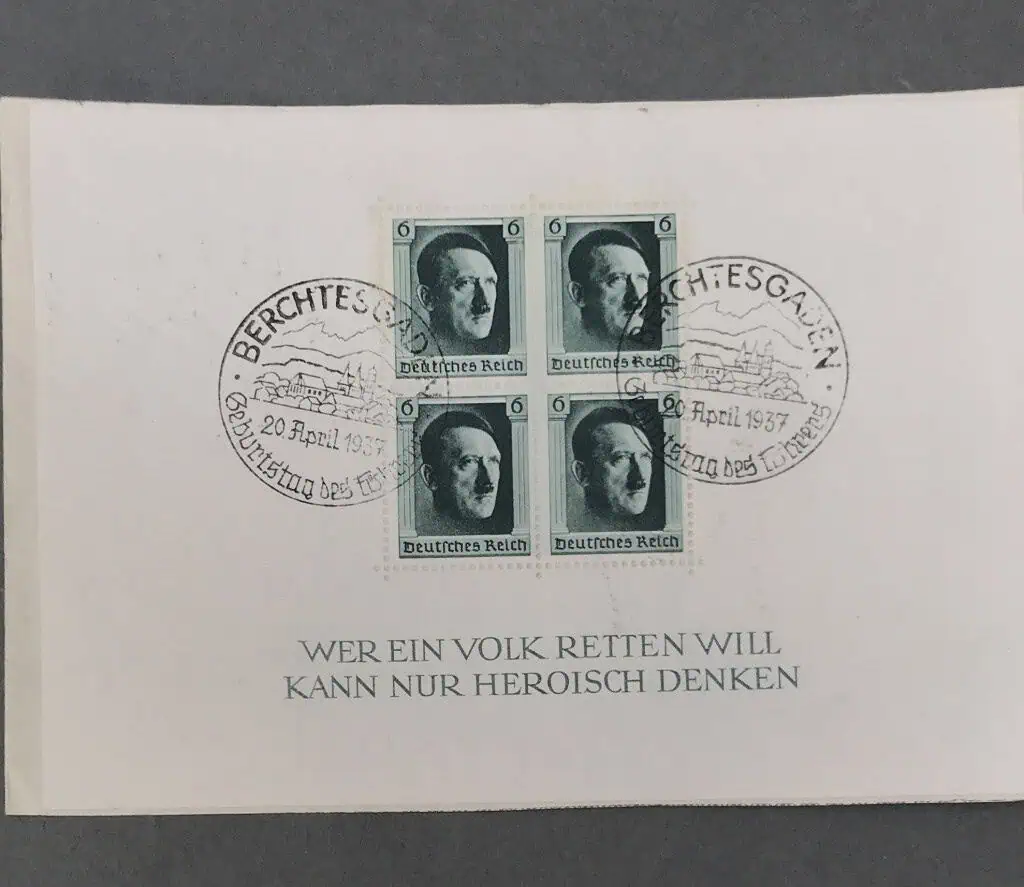 6 6 6 6
Deutsches Reich Deutsches Reich
BERCHTESGADEN
20 April 1937
Geburtstag des Führers
BERCHTESGADEN
20 April 1937
Geburtstag des Führers
6 6 6 6
Deutsches Reich Deutsches Reich
WER EIN VOLK RETTEN WILL
KANN NUR HEROISCH DENKEN